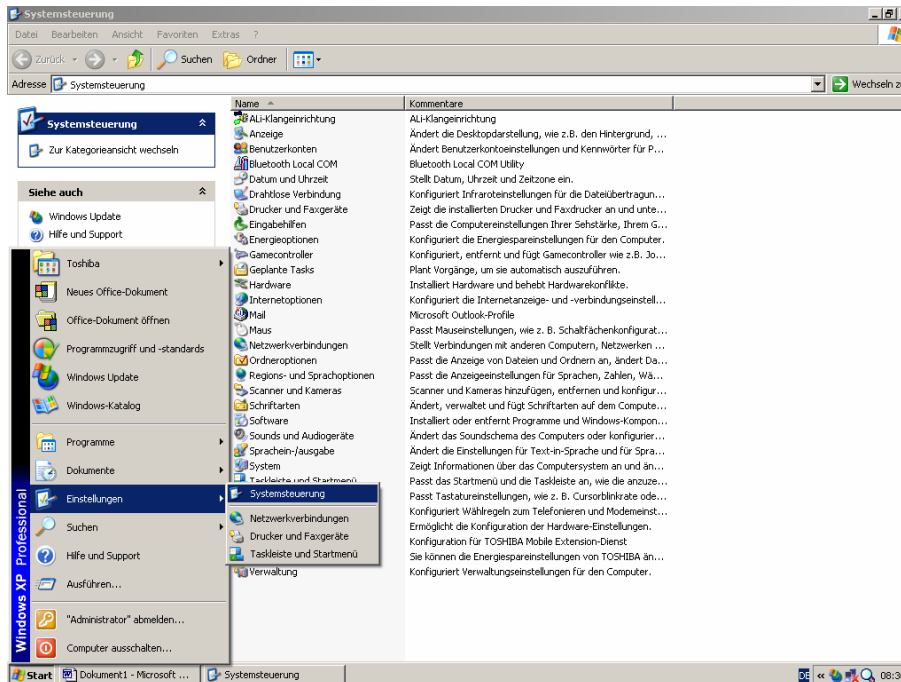 Systemsteuerung
Datei Bearbeiten Ansicht Favoriten Extras ?
Zurück Suchen Ordner
Adresse Systemsteuerung Wechseln z
Systemsteuerung
Zur Kategorieansicht wechseln
Siehe auch
Windows Update
Hilfe und Support
Name Kommentare
ALi-Klangeinrichtung ALi-Klangeinrichtung
Anzeige Ändert die Desktopdarstellung, wie z.B. den Hintergrund, ...
Benutzerkonten Ändert Benutzerkontoeinstellungen und Kennwörter für P...
Bluetooth Local COM Bluetooth Local COM Utility
Datum und Uhrzeit Stellt Datum, Uhrzeit und Zeitzone ein.
Drahtlose Verbindung Konfiguriert Infraroteinstellungen für die Dateiübertragun...
Drucker und Faxgeräte Zeigt die installierten Drucker und Faxdrucker an und unte...
Eingabehilfen Passt die Computereinstellungen Ihrer Sehstärke, Ihrem G...
Energieoptionen Konfiguriert die Energiespareinstellungen für den Computer.
Gamecontroller Konfiguriert, entfernt und fügt Gamecontroller wie z.B. Jo...
Geplante Tasks Plant Vorgänge, um sie automatisch auszuführen.
Hardware Installiert Hardware und behebt Hardwarekonflikte.
Internetoptionen Konfiguriert die Internetanzeige- und -verbindungseinstell...
Mail Microsoft Outlook-Profile
Maus Passt Mauseinstellungen, wie z. B. Schaltfächenkonfigurat...
Netzwerkverbindungen Stellt Verbindungen mit anderen Computern, Netzwerken ...
Ordneroptionen Passt die Anzeige von Dateien und Ordnern an, ändert Da...
Regions- und Sprachoptionen Passt die Anzeigeeinstellungen für Sprachen, Zahlen, Wä...
Scanner und Kameras Scanner und Kameras hinzufügen, entfernen und konfigur...
Schriftarten Ändert, verwaltet und fügt Schriftarten auf dem Compute...
Software Installiert oder entfernt Programme und Windows-Kompon...
Sounds und Audiogeräte Ändert das Soundschema des Computers oder konfigurier...
Sprachein-/ausgabe Ändert die Einstellungen für Text-in-Sprache und für Spra...
System Zeigt Informationen über das Computersystem an und än...
Taskleiste und Startmenü Passt das Startmenü und die Taskleiste an, wie die anzuze...
Passt Tastatureinstellungen, wie z. B. Cursorblinkrate ode...
Konfiguriert Wählregeln zum Telefonieren und Modemeinst...
Ermöglicht die Konfiguration der Hardware-Einstellungen.
Konfiguration für TOSHIBA Mobile Extension-Dienst
Sie können die Energiespareinstellungen von TOSHIBA än...
Verwaltung Konfiguriert Verwaltungseinstellungen für den Computer.
Toshiba
Neues Office-Dokument
Office-Dokument öffnen
Programmzugriff und -standards
Windows Update
Windows-Katalog
Programme
Dokumente
Einstellungen
Suchen
Hilfe und Support
Ausführen...
"Administrator" abmelden...
Computer ausschalten...
Windows XP Professional
Systemsteuerung
Netzwerkverbindungen
Drucker und Faxgeräte
Taskleiste und Startmenü
Start Dokument1 - Microsoft ... Systemsteuerung DE « 08:3